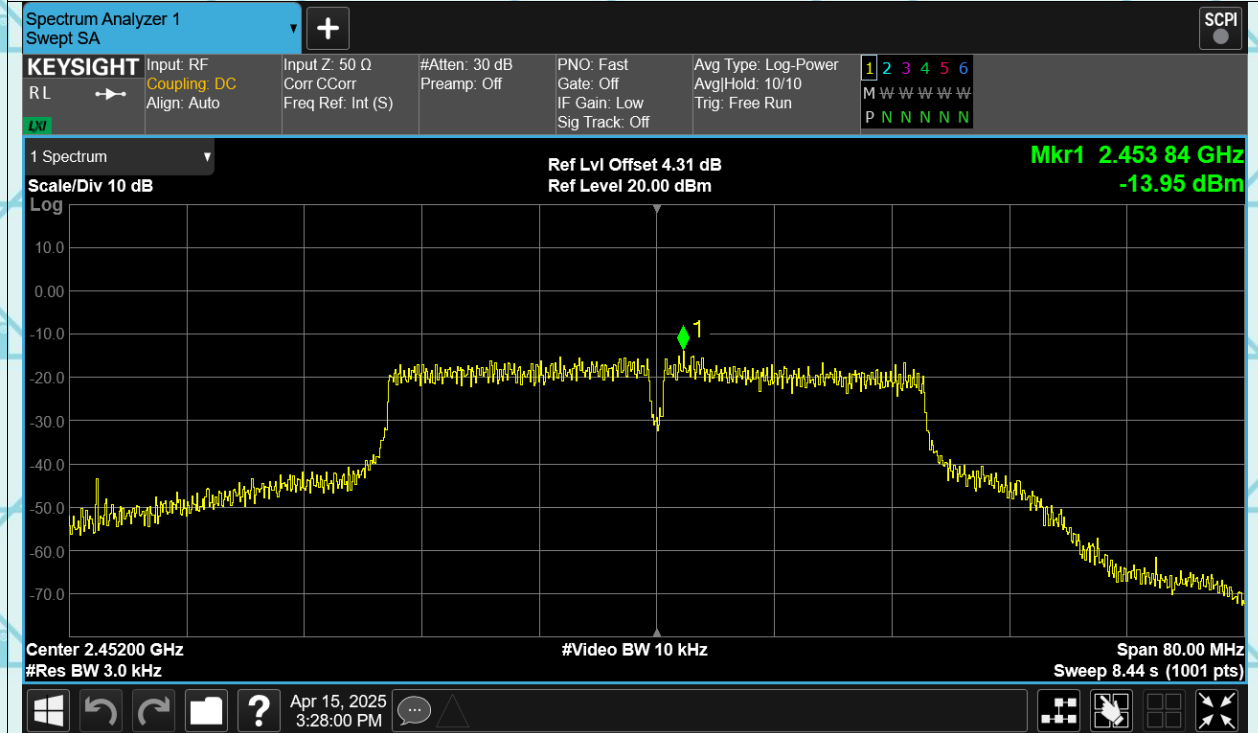 Spectrum Analyzer 1
Swept SA
+
SCPI
KEYSIGHT
R L
LXI
Input: RF
Coupling: DC
Align: Auto
Input Z: 50 Ω
Corr CCorr
Freq Ref: Int (S)
#Atten: 30 dB
Preamp: Off
PNO: Fast
Gate: Off
IF Gain: Low
Sig Track: Off
Avg Type: Log-Power
Avg|Hold: 10/10
Trig: Free Run
1 2 3 4 5 6
M W W W W W
P N N N N N
1 Spectrum
Scale/Div 10 dB
Log
Ref Lvl Offset 4.31 dB
Ref Level 20.00 dBm
Mkr1 2.453 84 GHz
-13.95 dBm
10.0
0.00
-10.0
-20.0
-30.0
-40.0
-50.0
-60.0
-70.0
1
Center 2.45200 GHz
#Res BW 3.0 kHz
#Video BW 10 kHz
Span 80.00 MHz
Sweep 8.44 s (1001 pts)
?
Apr 15, 2025
3:28:00 PM